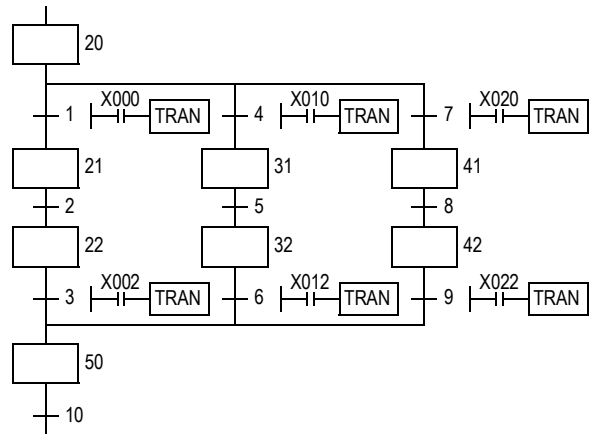 20
X000 X010 X020
1 TRAN 4 TRAN 7 TRAN
21 31 41
2 5 8
22 32 42
X002 X012 X022
3 TRAN 6 TRAN 9 TRAN
50
10